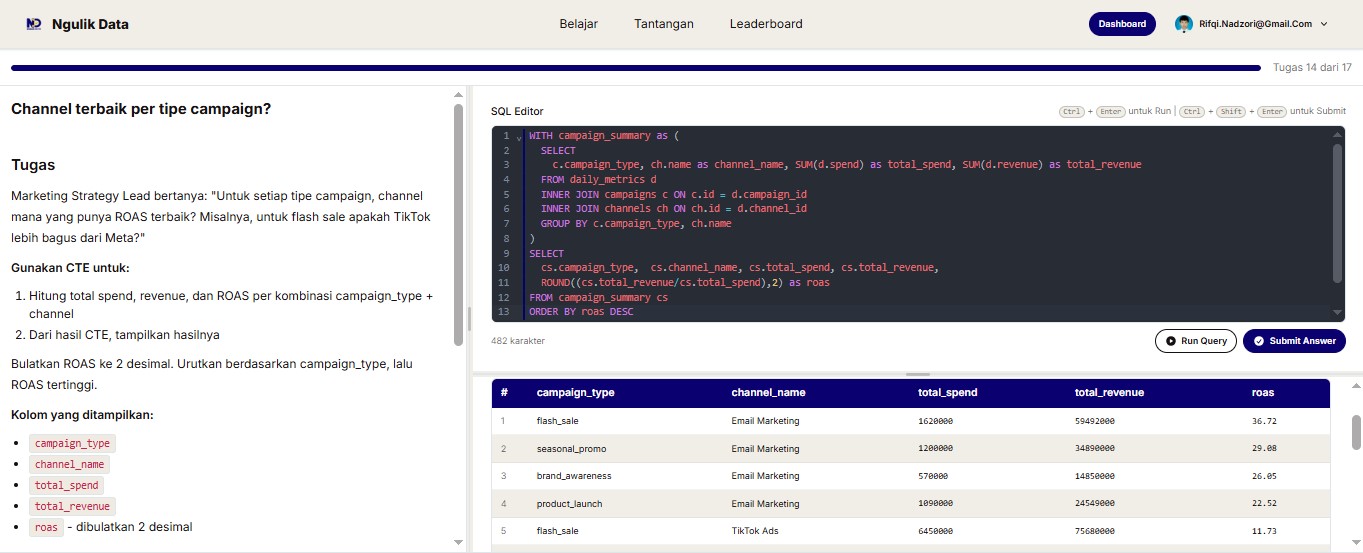 Ngulik Data
Belajar
Tantangan
Leaderboard
Dashboard
Rifqi.Nadzori@Gmail.Com
Tugas 14 dari 17
Channel terbaik per tipe campaign?
Tugas
Marketing Strategy Lead bertanya: "Untuk setiap tipe campaign, channel
mana yang punya ROAS terbaik? Misalnya, untuk flash sale apakah TikTok
lebih bagus dari Meta?"
Gunakan CTE untuk:
1. Hitung total spend, revenue, dan ROAS per kombinasi campaign_type +
channel
2. Dari hasil CTE, tampilkan hasilnya
Bulatkan ROAS ke 2 desimal. Urutkan berdasarkan campaign_type, lalu
ROAS tertinggi.
Kolom yang ditampilkan:
• campaign_type
• channel_name
• total_spend
• total_revenue
• roas - dibulatkan 2 desimal
SQL Editor
Ctrl + Enter untuk Run | Ctrl + Shift + Enter untuk Submit
1 WITH campaign_summary as (
2 SELECT
3 c.campaign_type, ch.name as channel_name, SUM(d.spend) as total_spend, SUM(d.revenue) as total_revenue
4 FROM daily_metrics d
5 INNER JOIN campaigns c ON c.id = d.campaign_id
6 INNER JOIN channels ch ON ch.id = d.channel_id
7 GROUP BY c.campaign_type, ch.name
8 )
9 SELECT
10 cs.campaign_type,  cs.channel_name, cs.total_spend, cs.total_revenue,
11 ROUND((cs.total_revenue/cs.total_spend),2) as roas
12 FROM campaign_summary cs
13 ORDER BY roas DESC
482 karakter
Run Query
Submit Answer
# campaign_type channel_name total_spend total_revenue roas
1 flash_sale Email Marketing 1620000 59492000 36.72
2 seasonal_promo Email Marketing 1200000 34890000 29.08
3 brand_awareness Email Marketing 570000 14850000 26.05
4 product_launch Email Marketing 1090000 24549000 22.52
5 flash_sale TikTok Ads 6450000 75680000 11.73